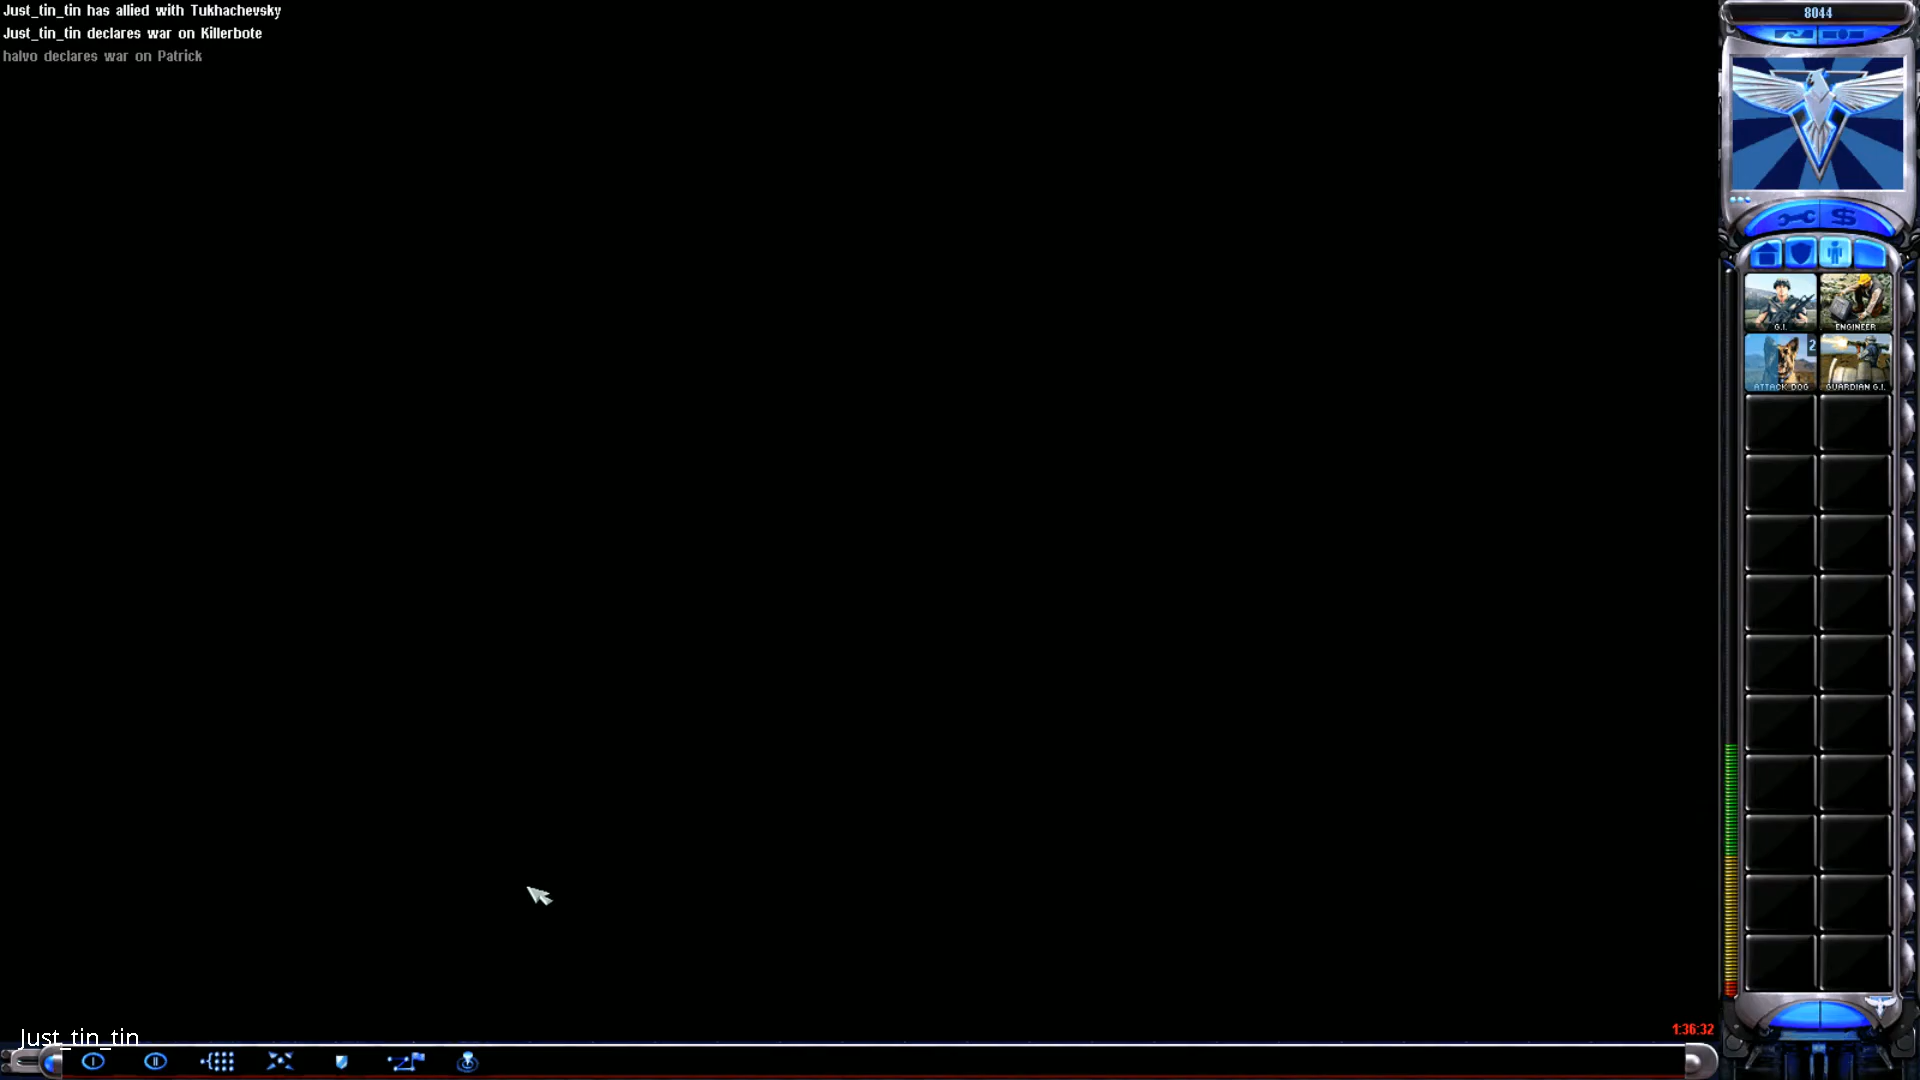 Just_tin_tin has allied with Tukhachevsky
Just_tin_tin declares war on Killerbote
halvo declares war on Patrick
8044
$
G.I.
ENGINEER
2
ATTACK DOG
GUARDIAN G.I.
1:36:32
Just_tin_tin
I
II